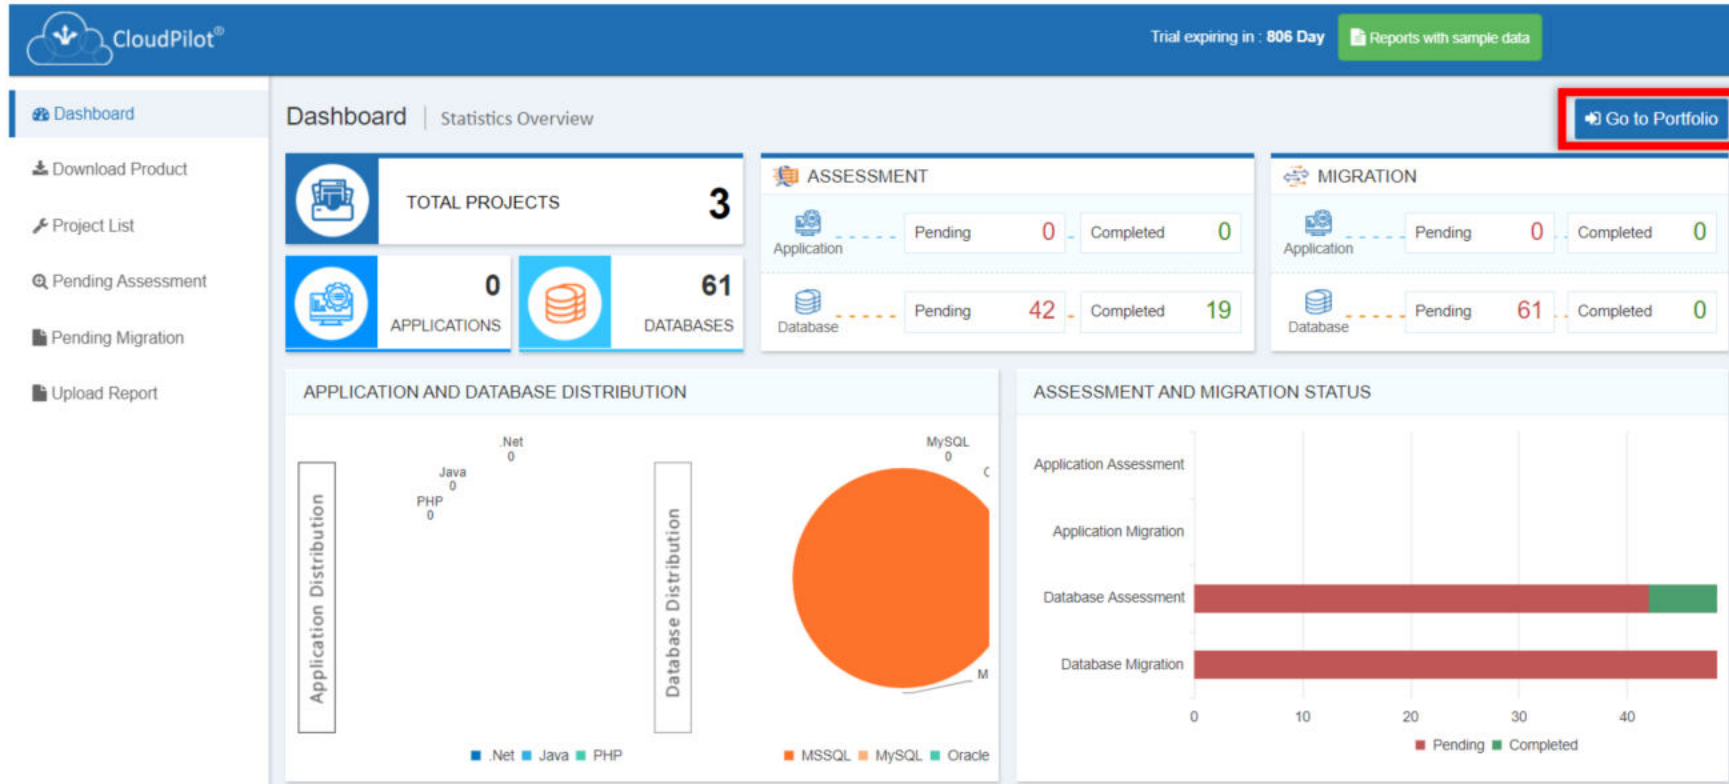 CloudPilot®
Trial expiring in : 806 Day
Reports with sample data
Dashboard
Download Product
Project List
Pending Assessment
Pending Migration
Upload Report
Dashboard | Statistics Overview
Go to Portfolio
TOTAL PROJECTS 3
0
APPLICATIONS
61
DATABASES
ASSESSMENT
Application
Pending 0
Completed 0
Database
Pending 42
Completed 19
MIGRATION
Application
Pending 0
Completed 0
Database
Pending 61
Completed 0
APPLICATION AND DATABASE DISTRIBUTION
Application Distribution
.Net
0
Java
0
PHP
0
.Net Java PHP
Database Distribution
MySQL
0
M
MSSQL MySQL Oracle
ASSESSMENT AND MIGRATION STATUS
Application Assessment
Application Migration
Database Assessment
Database Migration
0 10 20 30 40
Pending Completed